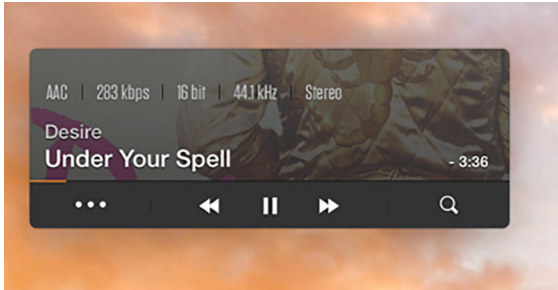 AAC | 283 kbps | 16 bit | 44.1 kHz | Stereo
Desire
Under Your Spell
- 3:36